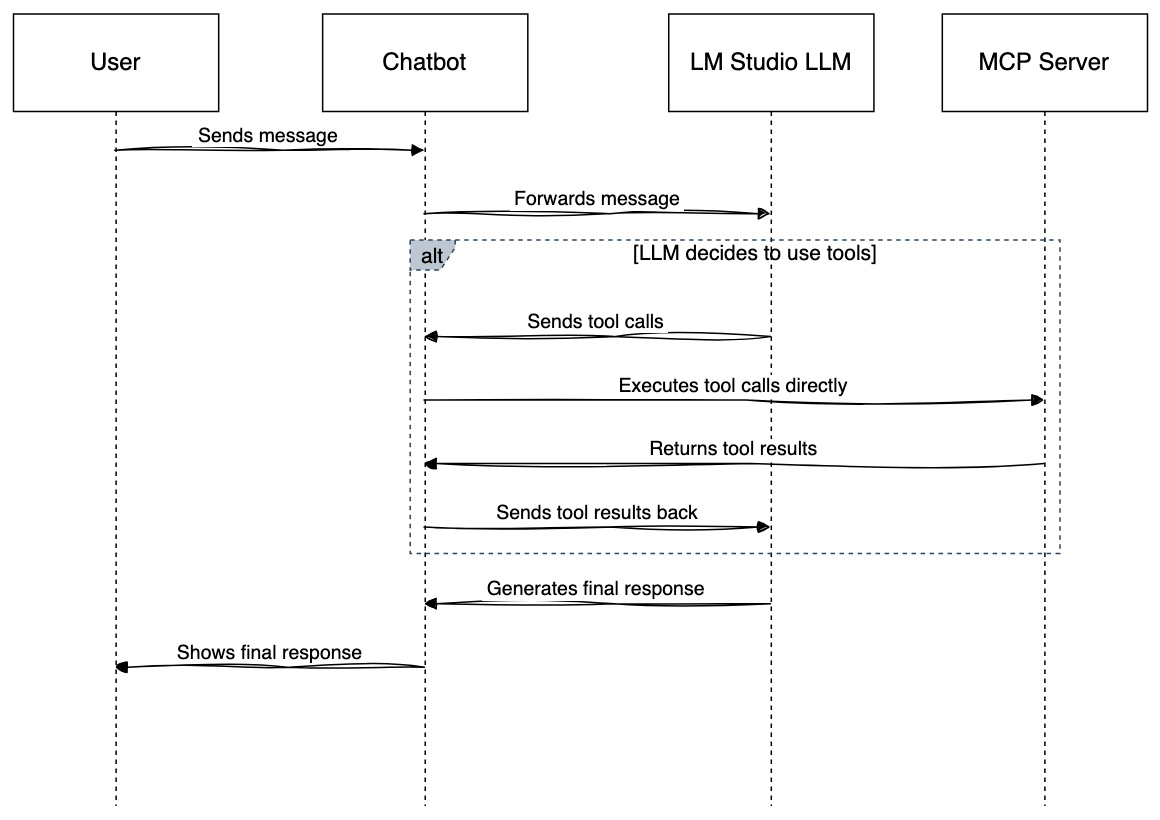 User
Chatbot
LM Studio LLM
MCP Server
Sends message
Forwards message
alt
[LLM decides to use tools]
Sends tool calls
Executes tool calls directly
Returns tool results
Sends tool results back
Generates final response
Shows final response